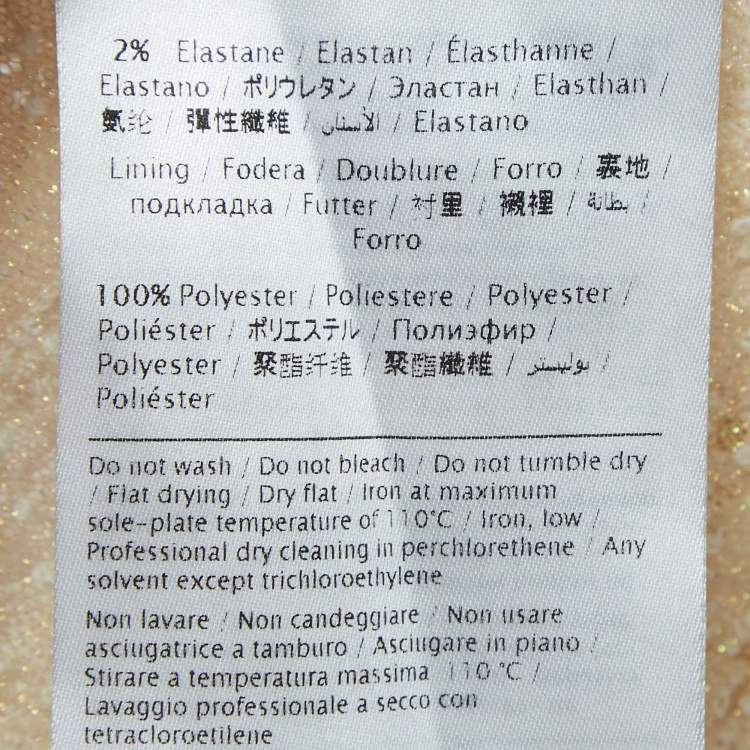 2% Elastane / Elastan / Élasthanne /
Elastano / ポリウレタン / Эластан / Elasthan /
氨纶 / 彈性纖維 / الأستان / Elastano
Lining / Fodera / Doublure / Forro / 裏地 /
подкладка / Futter / 衬里 / 襯裡 / بطانة /
Forro
100% Polyester / Poliestere / Polyester /
Poliéster / ポリエステル / Полиэфир /
Polyester / 聚酯纤维 / 聚酯纖維 / بوليستر /
Poliéster
Do not wash / Do not bleach / Do not tumble dry
/ Flat drying / Dry flat / Iron at maximum
sole-plate temperature of 110°C / Iron, low /
Professional dry cleaning in perchlorethene / Any
solvent except trichloroethylene
Non lavare / Non candeggiare / Non usare
asciugatrice a tamburo / Asciugare in piano /
Stirare a temperatura massima 110 °C /
Lavaggio professionale a secco con
tetracloroetilene